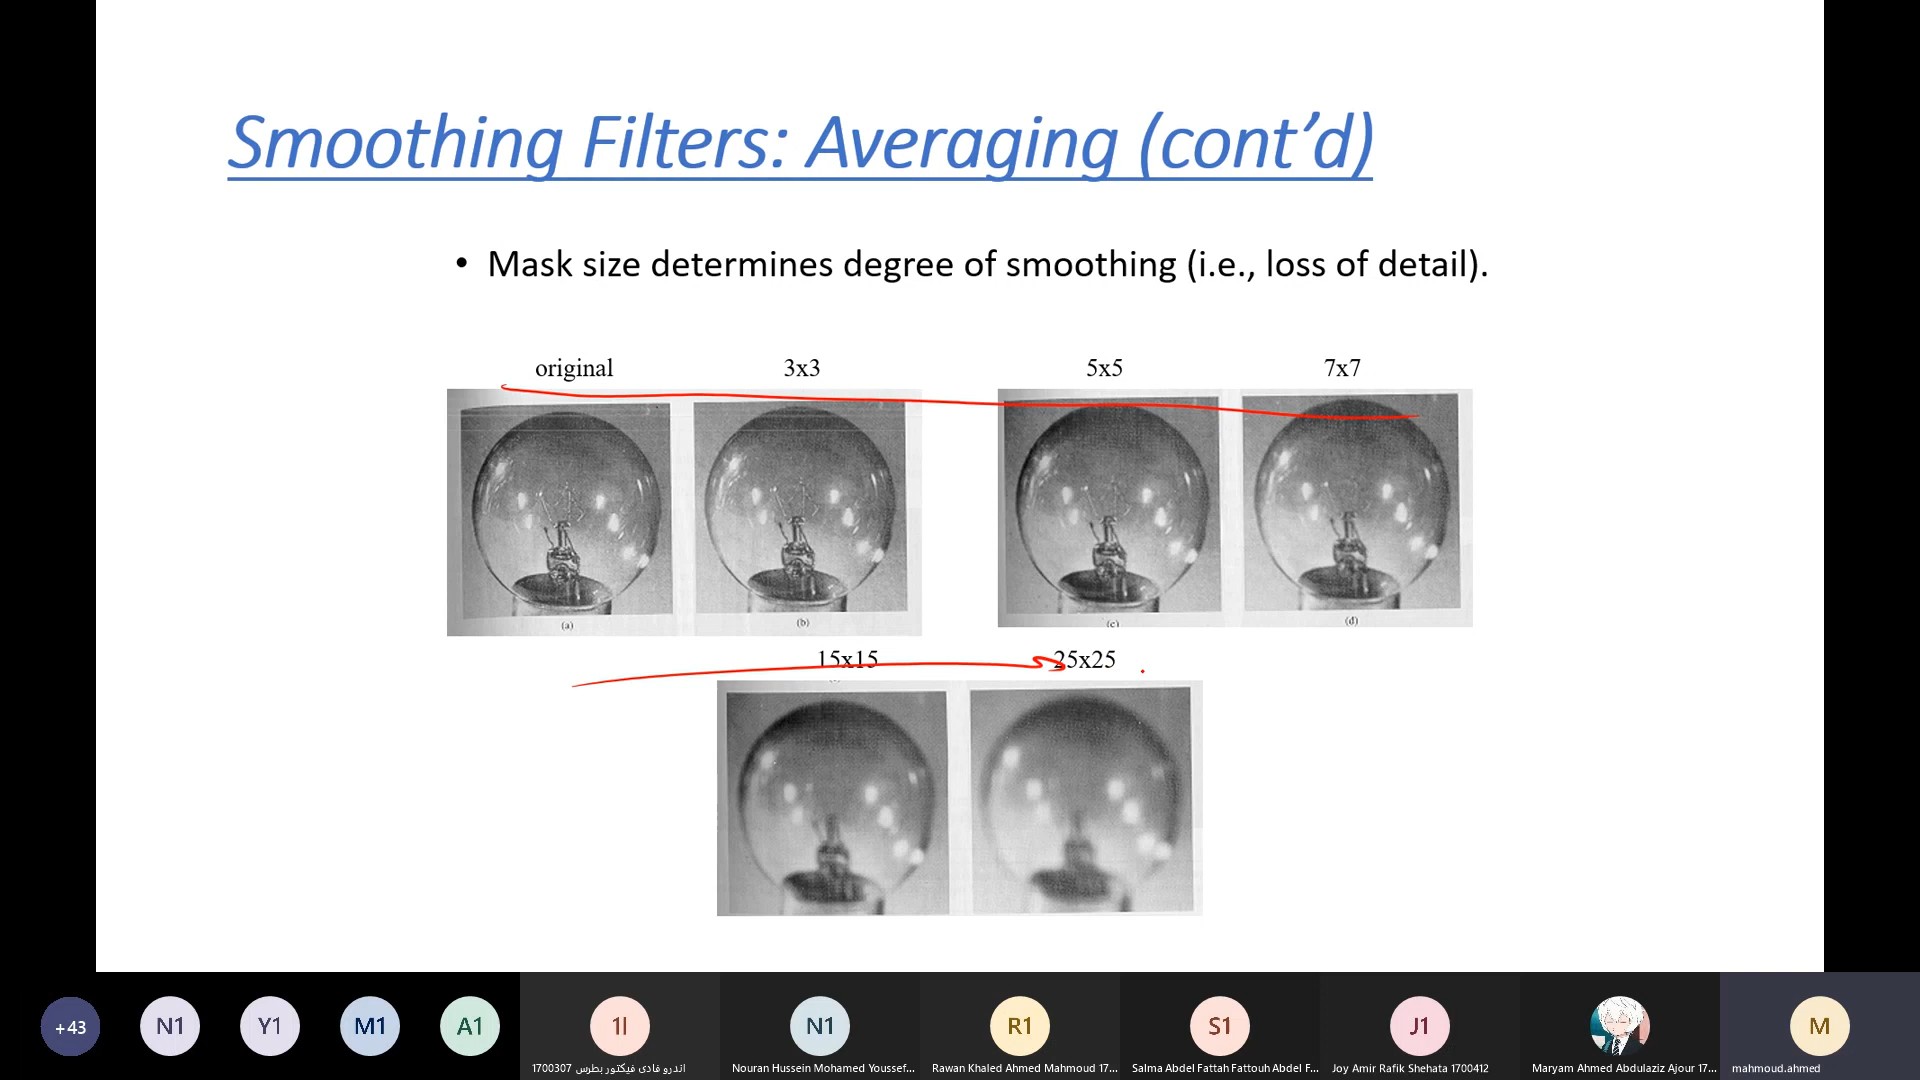 Smoothing Filters: Averaging (cont’d)
• Mask size determines degree of smoothing (i.e., loss of detail).
original 3x3 5x5 7x7
(a) (b) (c) (d)
15x15 25x25
+43 N1 Y1 M1 A1 1ا N1 R1 S1 J1 M
اندرو فادى فيكتور بطرس 1700307
Nouran Hussein Mohamed Youssef...
Rawan Khaled Ahmed Mahmoud 17...
Salma Abdel Fattah Fattouh Abdel F...
Joy Amir Rafik Shehata 1700412
Maryam Ahmed Abdulaziz Ajour 17...
mahmoud.ahmed